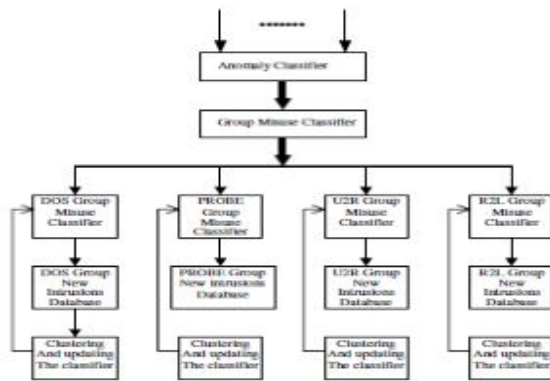 *******
Anomaly Classifier
Group Misuse Classifier
DOS Group
Misuse
Classifier
PROBE
Group
Misuse
Classifier
U2R Group
Misuse
Classifier
R2L Group
Misuse
Classifier
DOS Group
New
Intrusions
Database
PROBE Group
New Intrusions
Database
U2R Group
New
Intrusions
Database
R2L Group
New
Intrusions
Database
Clustering
And updating
The classifier
Clustering
And updating
The classifier
Clustering
And updating
The classifier
Clustering
And updating
The classifier